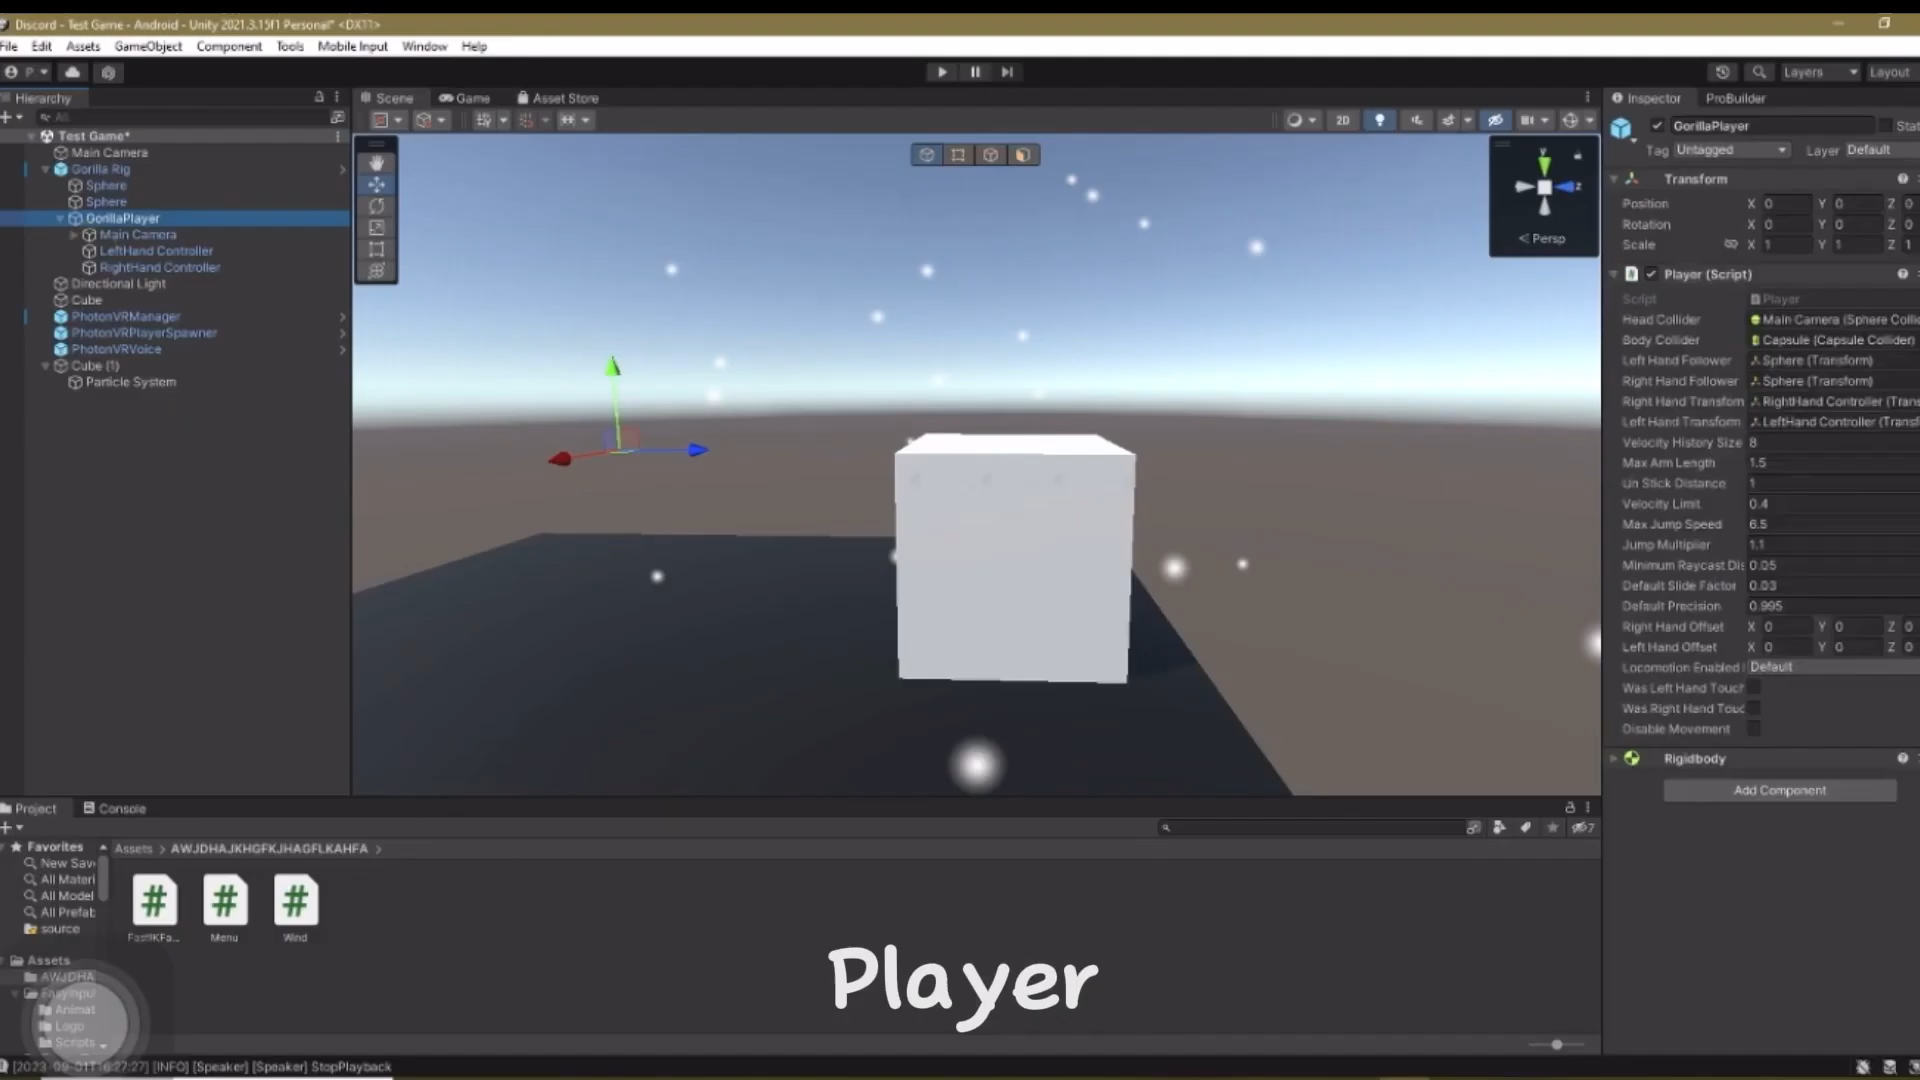 Discord - Test Game - Android - Unity 2021.3.15f1 Personal* <DX11>
File Edit Assets GameObject Component Tools Mobile Input Window Help
P Layers Layout
Hierarchy Scene Game Asset Store Inspector ProBuilder
All 2D
Test Game*
Main Camera
Gorilla Rig
Sphere
Sphere
GorillaPlayer
Main Camera
LeftHand Controller
RightHand Controller
Directional Light
Cube
PhotonVRManager
PhotonVRPlayerSpawner
PhotonVRVoice
Cube (1)
Particle System
y
z
< Persp
GorillaPlayer Stat
Tag Untagged Layer Default
Transform
Position X 0 Y 0 Z 0
Rotation X 0 Y 0 Z 0
Scale X 1 Y 1 Z 1
# Player (Script)
Script Player
Head Collider Main Camera (Sphere Collic
Body Collider Capsule (Capsule Collider)
Left Hand Follower Sphere (Transform)
Right Hand Follower Sphere (Transform)
Right Hand Transform RightHand Controller (Trans
Left Hand Transform LeftHand Controller (Transf
Velocity History Size 8
Max Arm Length 1.5
Un Stick Distance 1
Velocity Limit 0.4
Max Jump Speed 6.5
Jump Multiplier 1.1
Minimum Raycast Dis 0.05
Default Slide Factor 0.03
Default Precision 0.995
Right Hand Offset X 0 Y 0 Z 0
Left Hand Offset X 0 Y 0 Z 0
Locomotion Enabled Default
Was Left Hand Touch
Was Right Hand Touc
Disable Movement
Rigidbody
Add Component
Project Console
7
Favorites
New Save
All Materi
All Model
All Prefab
source
Assets
AWJDHA
Animat
Logo
Scripts
Assets > AWJDHAJKHGFKJHAGFLKAHFA >
# # #
FastIKFa... Menu Wind
Player
[2023-09-01T16:27:27] [INFO] [Speaker] [Speaker] StopPlayback